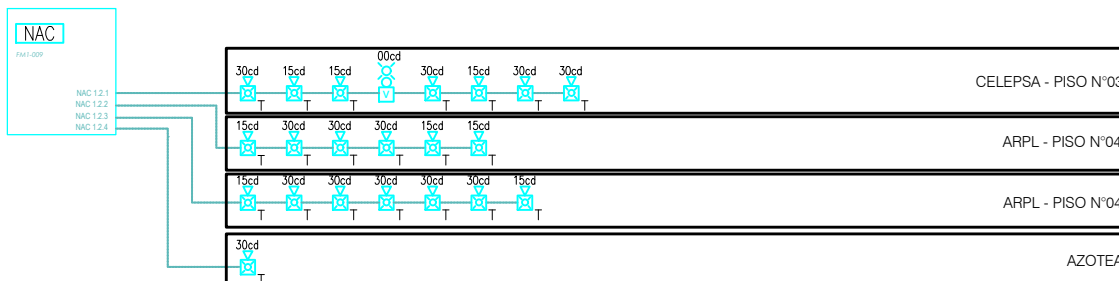 NAC
FM1-009
NAC 1.2.1
NAC 1.2.2
NAC 1.2.3
NAC 1.2.4
00cd
30cd 15cd 15cd 30cd 15cd 30cd 30cd
V
T T T T T T T
CELEPSA - PISO N°03
15cd 30cd 30cd 30cd 15cd 15cd
T T T T T T
ARPL - PISO N°04
15cd 30cd 30cd 30cd 30cd 30cd 15cd
T T T T T T T
ARPL - PISO N°04
30cd
T
AZOTEA